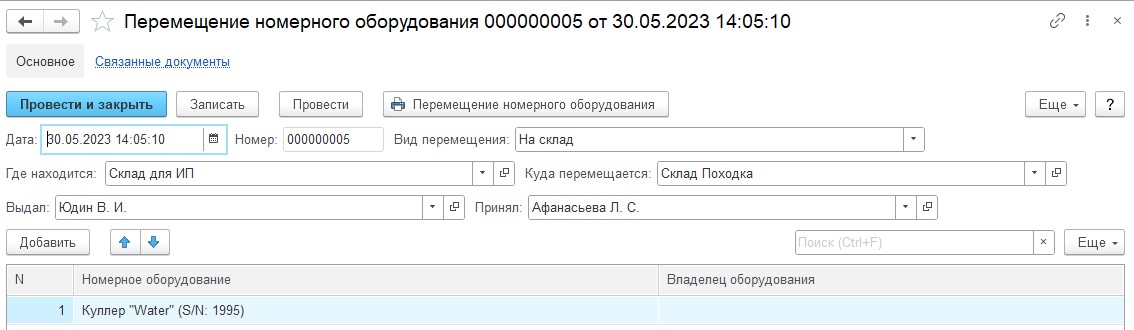 Перемещение номерного оборудования 000000005 от 30.05.2023 14:05:10
Основное Связанные документы
Провести и закрыть Записать Провести Перемещение номерного оборудования Еще ?
Дата: 30.05.2023 14:05:10 Номер: 000000005 Вид перемещения: На склад
Где находится: Склад для ИП Куда перемещается: Склад Походка
Выдал: Юдин В. И. Принял: Афанасьева Л. С.
Добавить Поиск (Ctrl+F) × Еще
N Номерное оборудование Владелец оборудования
1 Куллер "Water" (S/N: 1995)